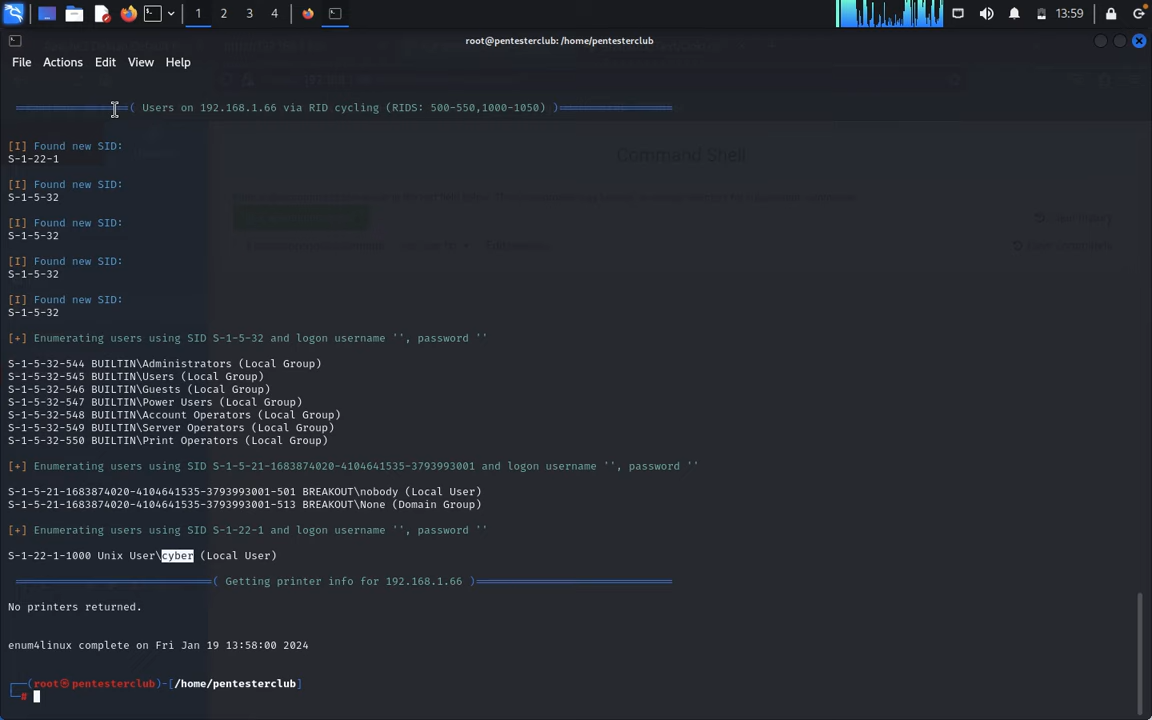 1 2 3 4 13:59
root@pentesterclub: /home/pentesterclub
File Actions Edit View Help
( Users on 192.168.1.66 via RID cycling (RIDS: 500-550,1000-1050) )
[I] Found new SID:
S-1-22-1
[I] Found new SID:
S-1-5-32
[I] Found new SID:
S-1-5-32
[I] Found new SID:
S-1-5-32
[I] Found new SID:
S-1-5-32
[+] Enumerating users using SID S-1-5-32 and logon username '', password ''
S-1-5-32-544 BUILTIN\Administrators (Local Group)
S-1-5-32-545 BUILTIN\Users (Local Group)
S-1-5-32-546 BUILTIN\Guests (Local Group)
S-1-5-32-547 BUILTIN\Power Users (Local Group)
S-1-5-32-548 BUILTIN\Account Operators (Local Group)
S-1-5-32-549 BUILTIN\Server Operators (Local Group)
S-1-5-32-550 BUILTIN\Print Operators (Local Group)
[+] Enumerating users using SID S-1-5-21-1683874020-4104641535-3793993001 and logon username '', password ''
S-1-5-21-1683874020-4104641535-3793993001-501 BREAKOUT\nobody (Local User)
S-1-5-21-1683874020-4104641535-3793993001-513 BREAKOUT\None (Domain Group)
[+] Enumerating users using SID S-1-22-1 and logon username '', password ''
S-1-22-1-1000 Unix User\cyber (Local User)
( Getting printer info for 192.168.1.66 )
No printers returned.
enum4linux complete on Fri Jan 19 13:58:00 2024
(root㉿pentesterclub)-[/home/pentesterclub]
#
Command Shell